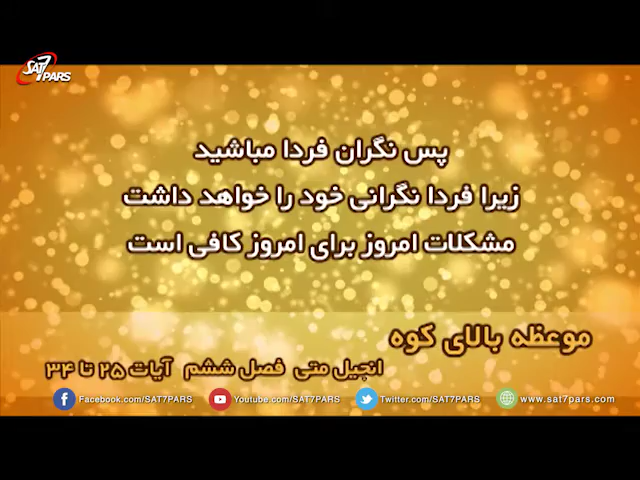 SAT7
PARS
پس نگران فردا مباشید
زیرا فردا نگرانی خود را خواهد داشت
مشکلات امروز برای امروز کافی است
موعظه بالای کوه
انجیل متی فصل ششم آیات ۲۵ تا ۳۴
Facebook.com/SAT7PARS Youtube.com/SAT7PARS Twitter.com/SAT7PARS www.sat7pars.com